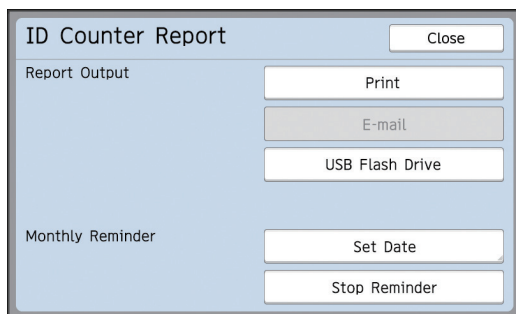 ID Counter Report
Close
Report Output
Print
E-mail
USB Flash Drive
Monthly Reminder
Set Date
Stop Reminder